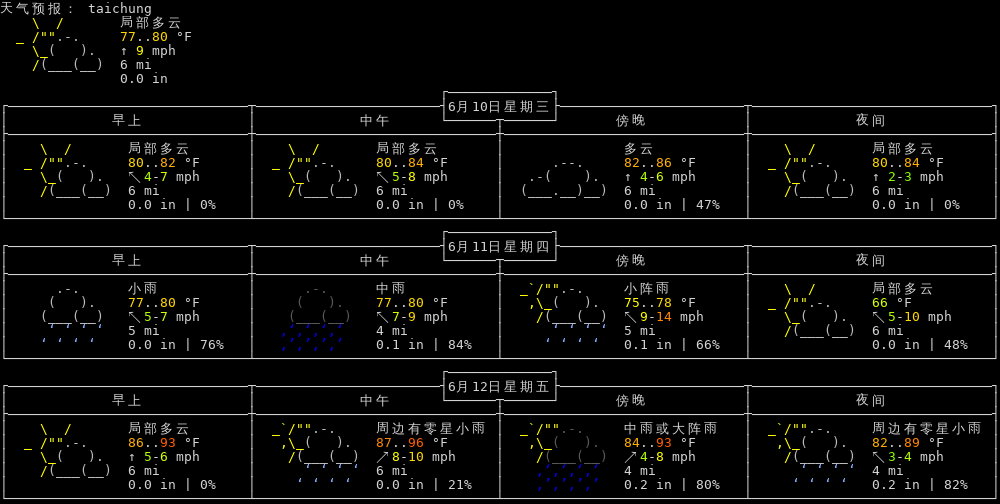 天气预报： taichung
局部多云
77..80 °F
↑ 9 mph
6 mi
0.0 in
6月10日星期三
早上 中午 傍晚 夜间
局部多云 局部多云 多云 局部多云
80..82 °F 80..84 °F 82..86 °F 80..84 °F
↖ 4-7 mph ↖ 5-8 mph ↑ 4-6 mph ↑ 2-3 mph
6 mi 6 mi 6 mi 6 mi
0.0 in | 0% 0.0 in | 0% 0.0 in | 47% 0.0 in | 0%
6月11日星期四
早上 中午 傍晚 夜间
小雨 中雨 小阵雨 局部多云
77..80 °F 77..80 °F 75..78 °F 66 °F
↖ 5-7 mph ↖ 7-9 mph ↖ 9-14 mph ↖ 5-10 mph
5 mi 4 mi 5 mi 6 mi
0.0 in | 76% 0.1 in | 84% 0.1 in | 66% 0.0 in | 48%
6月12日星期五
早上 中午 傍晚 夜间
局部多云 周边有零星小雨 中雨或大阵雨 周边有零星小雨
86..93 °F 87..96 °F 84..93 °F 82..89 °F
↑ 5-6 mph ↗ 8-10 mph ↗ 4-8 mph ↖ 3-4 mph
6 mi 6 mi 4 mi 4 mi
0.0 in | 0% 0.0 in | 21% 0.2 in | 80% 0.2 in | 82%